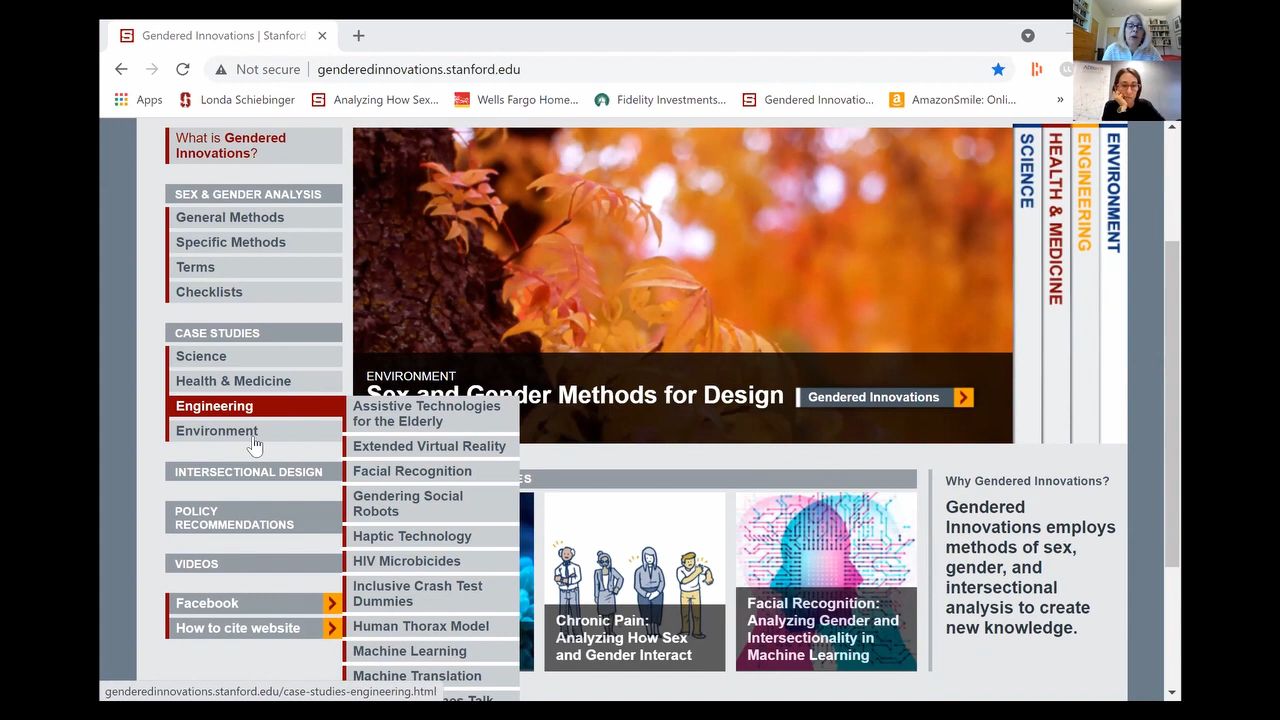 Gendered Innovations | Stanford
Not secure
genderedinnovations.stanford.edu
LL
Apps
Londa Schiebinger
Analyzing How Sex...
Wells Fargo Home...
Fidelity Investments...
Gendered Innovatio...
AmazonSmile: Onli...
»
What is Gendered
Innovations?
SEX & GENDER ANALYSIS
General Methods
Specific Methods
Terms
Checklists
CASE STUDIES
Science
Health & Medicine
Engineering
Environment
INTERSECTIONAL DESIGN
POLICY
RECOMMENDATIONS
VIDEOS
Facebook
How to cite website
Assistive Technologies
for the Elderly
Extended Virtual Reality
Facial Recognition
Gendering Social
Robots
Haptic Technology
HIV Microbicides
Inclusive Crash Test
Dummies
Human Thorax Model
Machine Learning
Machine Translation
ENVIRONMENT
Sex and Gender Methods for Design
Gendered Innovations
SCIENCE
HEALTH & MEDICINE
ENGINEERING
ENVIRONMENT
Chronic Pain:
Analyzing How Sex
and Gender Interact
Facial Recognition:
Analyzing Gender and
Intersectionality in
Machine Learning
Why Gendered Innovations?
Gendered
Innovations employs
methods of sex,
gender, and
intersectional
analysis to create
new knowledge.
genderedinnovations.stanford.edu/case-studies-engineering.html